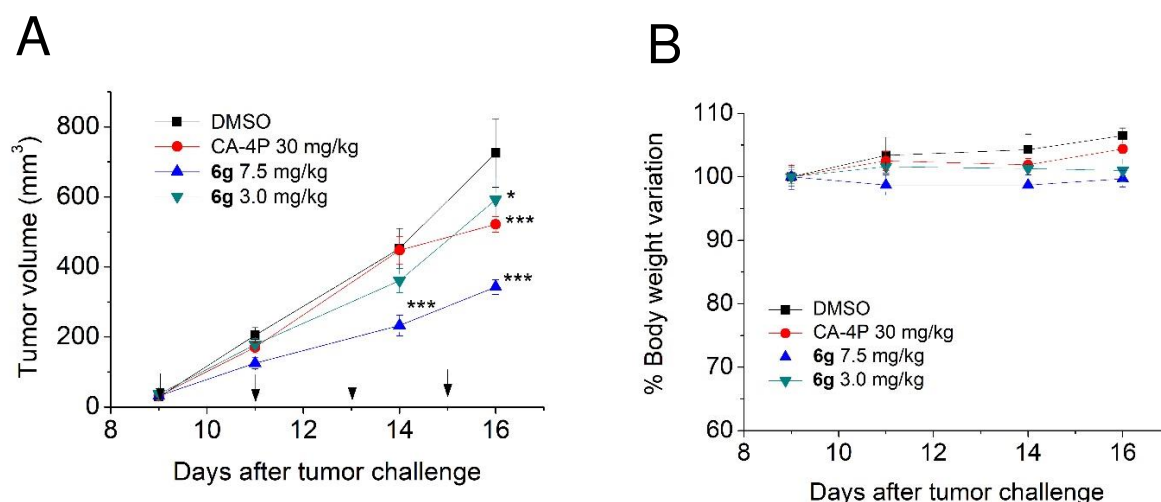 A
Tumor volume (mm³)
800
600
400
200
0
DMSO
CA-4P 30 mg/kg
6g 7.5 mg/kg
6g 3.0 mg/kg
*
***
***
***
8 10 12 14 16
Days after tumor challenge
B
% Body weight variation
110
100
90
80
70
60
DMSO
CA-4P 30 mg/kg
6g 7.5 mg/kg
6g 3.0 mg/kg
8 10 12 14 16
Days after tumor challenge